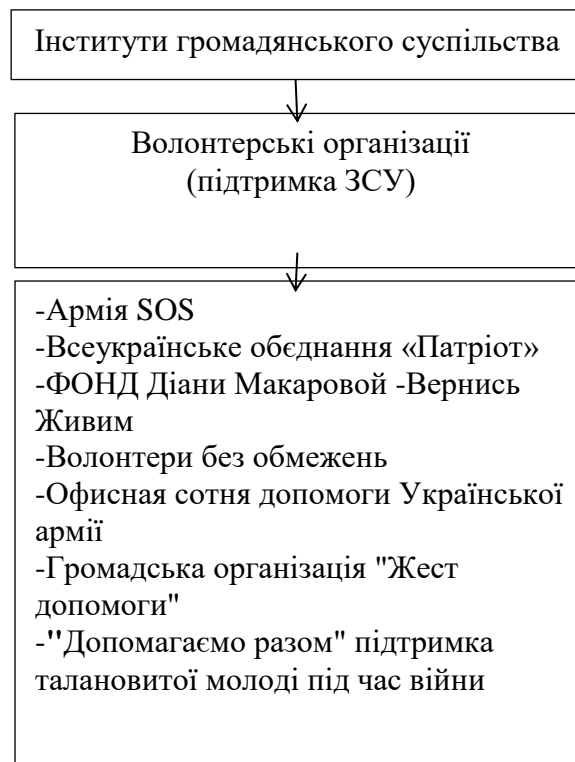 Інститути громадянського суспільства
Волонтерські організації
(підтримка ЗСУ)
-Армія SOS
-Всеукраїнське обєднання «Патріот»
-ФОНД Діани Макаровой -Вернись
Живим
-Волонтери без обмежень
-Офисная сотня допомоги Української
армії
-Громадська організація "Жест
допомоги"
-"Допомагаємо разом" підтримка
талановитої молоді під час війни